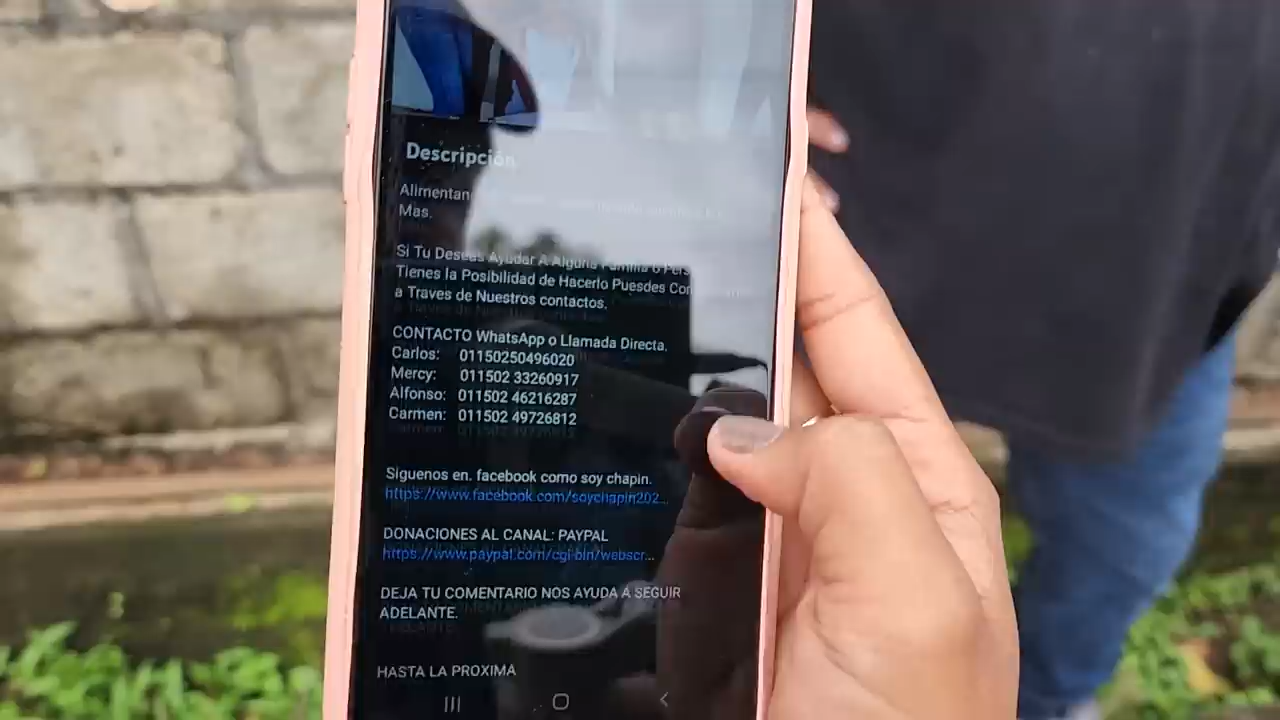 Descripción
Alimentan
Mas.
Si Tu Deseas Ayudar A Alguna Familia o Pers
Tienes la Posibilidad de Hacerlo Puesdes Con
a Traves de Nuestros contactos.
CONTACTO WhatsApp o Llamada Directa.
Carlos: 01150250496020
Mercy: 011502 33260917
Alfonso: 011502 46216287
Carmen: 011502 49726812
Siguenos en. facebook como soy chapin.
https://www.facebook.com/soychapin202...
DONACIONES AL CANAL: PAYPAL
https://www.paypal.com/cgi-bin/webscr...
DEJA TU COMENTARIO NOS AYUDA A SEGUIR
ADELANTE.
HASTA LA PROXIMA